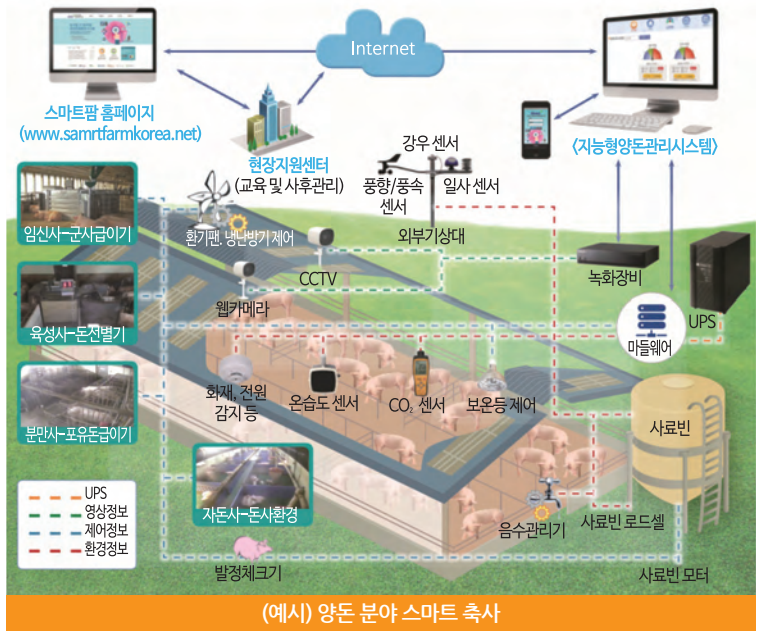 Internet
스마트팜 홈페이지
(www.samrtfarmkorea.net)
현장지원센터
(교육 및 사후관리)
강우 센서
풍향/풍속
센서
일사 센서
외부기상대
<지능형양돈관리시스템>
임신사-군사급이기
환기팬. 냉난방기 제어
CCTV
웹카메라
녹화장비
UPS
육성사-돈선별기
마들웨어
분만사-포유돈급이기
화재, 전원
감지 등
온습도 센서
CO₂ 센서
보온등 제어
사료빈
자돈사-돈사환경
음수관리기
사료빈 로드셀
UPS
영상정보
제어정보
환경정보
발정체크기
사료빈 모터
(예시) 양돈 분야 스마트 축사